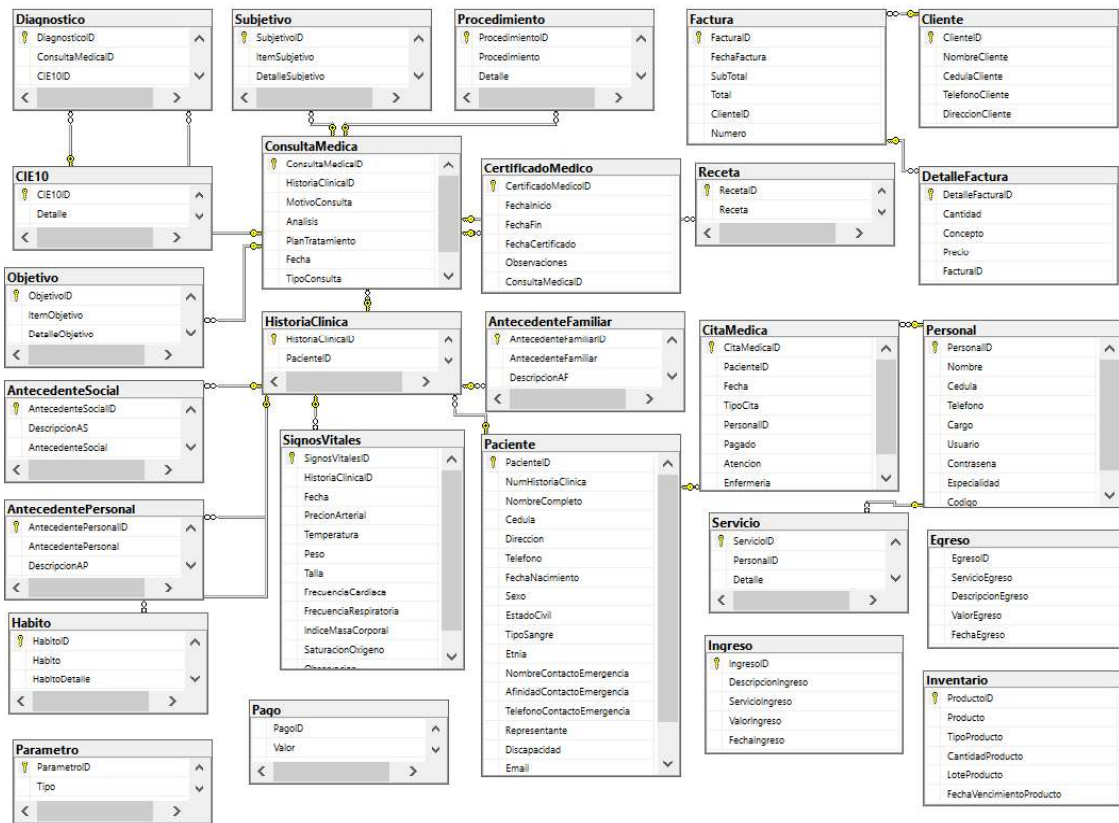 Diagnostico
DiagnosticoID
ConsultaMedicaID
CIE10ID
Subjetivo
SubjetivoID
ItemSubjetivo
DetalleSubjetivo
Procedimiento
ProcedimientoID
Procedimiento
Detalle
Factura
FacturaID
FechaFactura
SubTotal
Total
ClienteID
Numero
Cliente
ClienteID
NombreCliente
CedulaCliente
TelefonoCliente
DireccionCliente
CIE10
CIE10ID
Detalle
ConsultaMedica
ConsultaMedicaID
HistoriaClinicaID
MotivoConsulta
Analisis
PlanTratamiento
Fecha
TipoConsulta
CertificadoMedIco
CertificadoMedicoID
FechaInicio
FechaFin
FechaCertificado
Observaciones
ConsultaMedicaID
Receta
RecetaID
Receta
DetalleFactura
DetalleFacturaID
Cantidad
Concepto
Precio
FacturaID
Objetivo
ObjetivoID
ItemObjetivo
DetalleObjetivo
HistoriaClinica
HistoriaClinicaID
PacienteID
AntecedenteFamiliar
AntecedenteFamiliarID
AntecedenteFamiliar
DescripcionAF
CitaMedica
CitaMedicaID
PacienteID
Fecha
TipoCita
PersonalID
Pagado
Atencion
Enfermeria
Personal
PersonalID
Nombre
Cedula
Telefono
Cargo
Usuario
Contrasena
Especialidad
Codigo
AntecedenteSocial
AntecedenteSocialID
DescripcionAS
AntecedenteSocial
SignosVitales
SignosVitalesID
HistoriaClinicaID
Fecha
PrecionArterial
Temperatura
Peso
Talla
FrecuenciaCardiaca
FrecuenciaRespiratoria
IndiceMasaCorporal
SaturacionOxigeno
Observacion
Paciente
PacienteID
NumHistoriaClinica
NombreCompleto
Cedula
Direccion
Telefono
FechaNacimiento
Sexo
EstadoCivil
TipoSangre
Etnia
NombreContactoEmergencia
AfinidadContactoEmergencia
TelefonoContactoEmergencia
Representante
Discapacidad
Email
AntecedentePersonal
AntecedentePersonalID
AntecedentePersonal
DescripcionAP
Servicio
ServicioID
PersonalID
Detalle
Egreso
EgresoID
ServicioEgreso
DescripcionEgreso
ValorEgreso
FechaEgreso
Habito
HabitoID
Habito
HabitoDetalle
Ingreso
IngresoID
DescripcionIngreso
ServicioIngreso
ValorIngreso
FechaIngreso
Inventario
ProductoID
Producto
TipoProducto
CantidadProducto
LoteProducto
FechaVencimientoProducto
Pago
PagoID
Valor
Parametro
ParametroID
Tipo